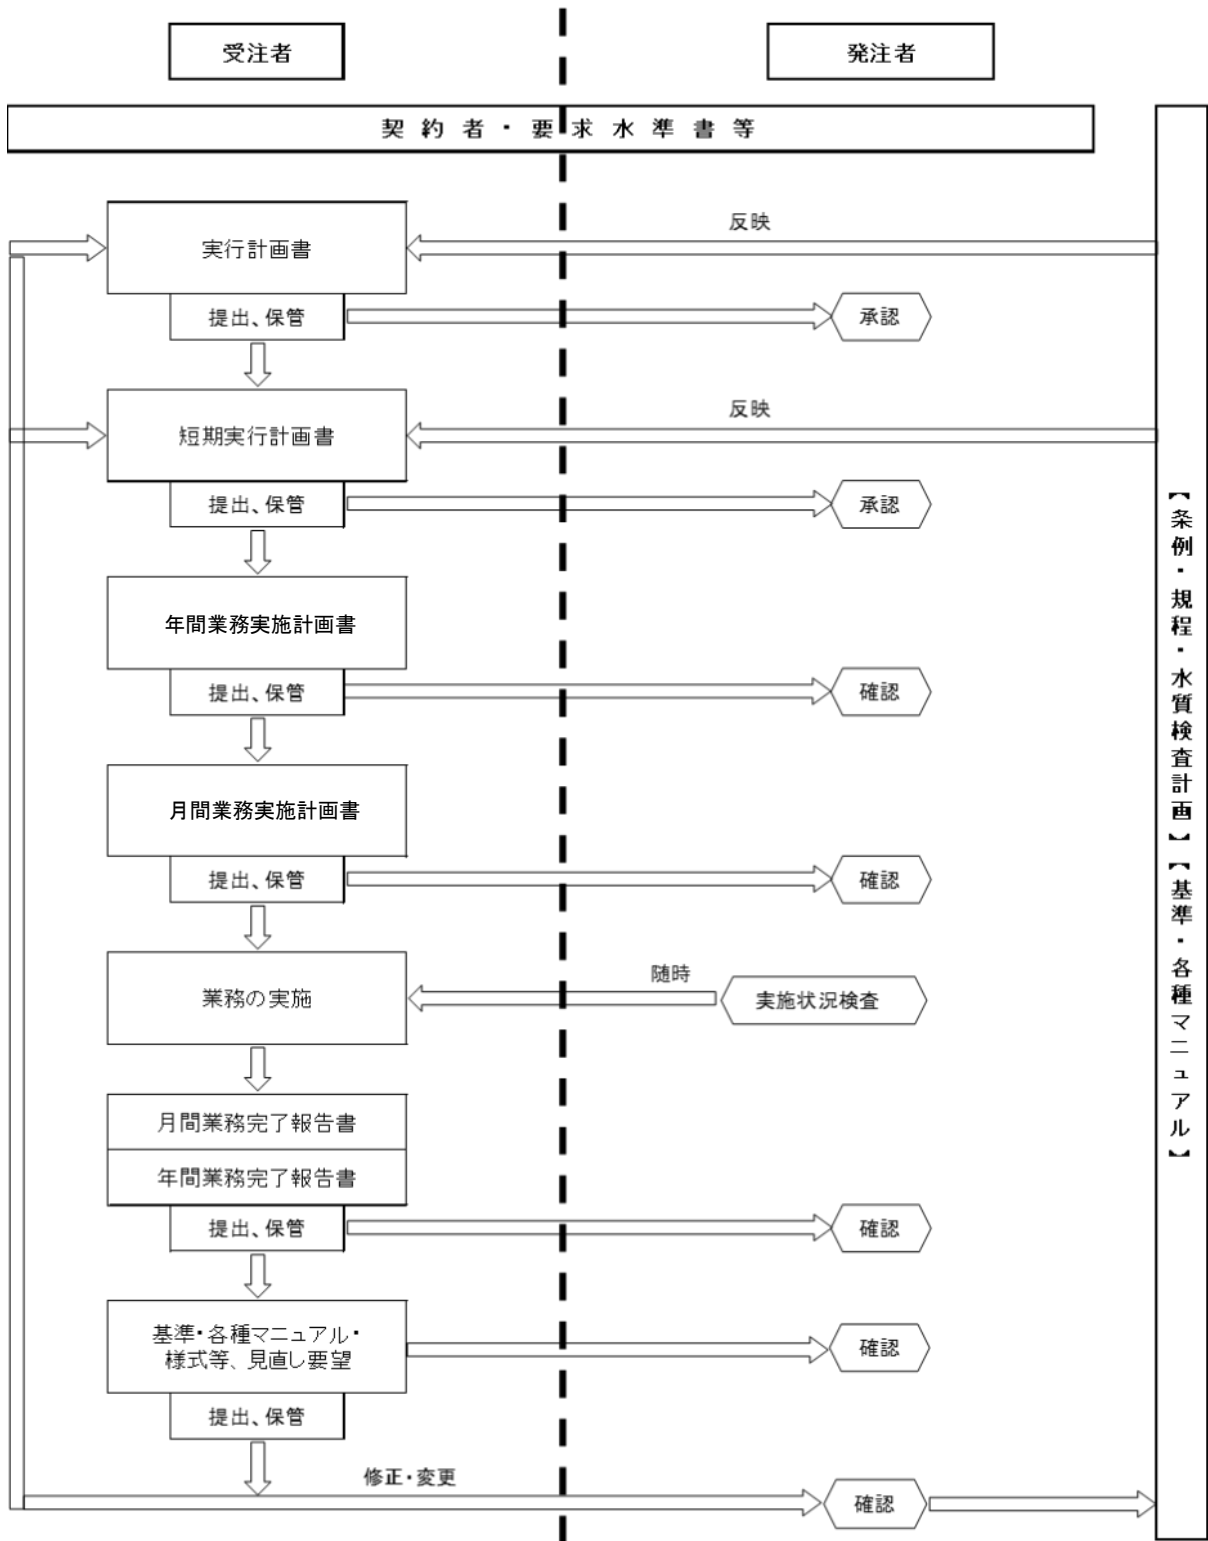 受注者
発注者
契約者・要求水準書等
反映
実行計画書
提出、保管
承認
反映
短期実行計画書
提出、保管
承認
年間業務実施計画書
提出、保管
確認
月間業務実施計画書
提出、保管
確認
随時
業務の実施
実施状況検査
月間業務完了報告書
年間業務完了報告書
提出、保管
確認
基準・各種マニュアル・
様式等、見直し要望
確認
提出、保管
修正・変更
確認
【条例・規程・水質検査計画】【基準・各種マニュアル】